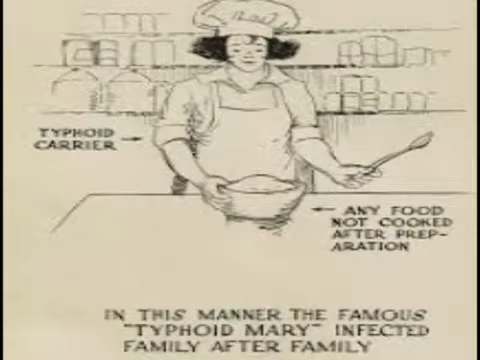 TYPHOID
CARRIER
ANY FOOD
NOT COOKED
AFTER PREP-
ARATION
IN THIS MANNER THE FAMOUS
"TYPHOID MARY" INFECTED
FAMILY AFTER FAMILY